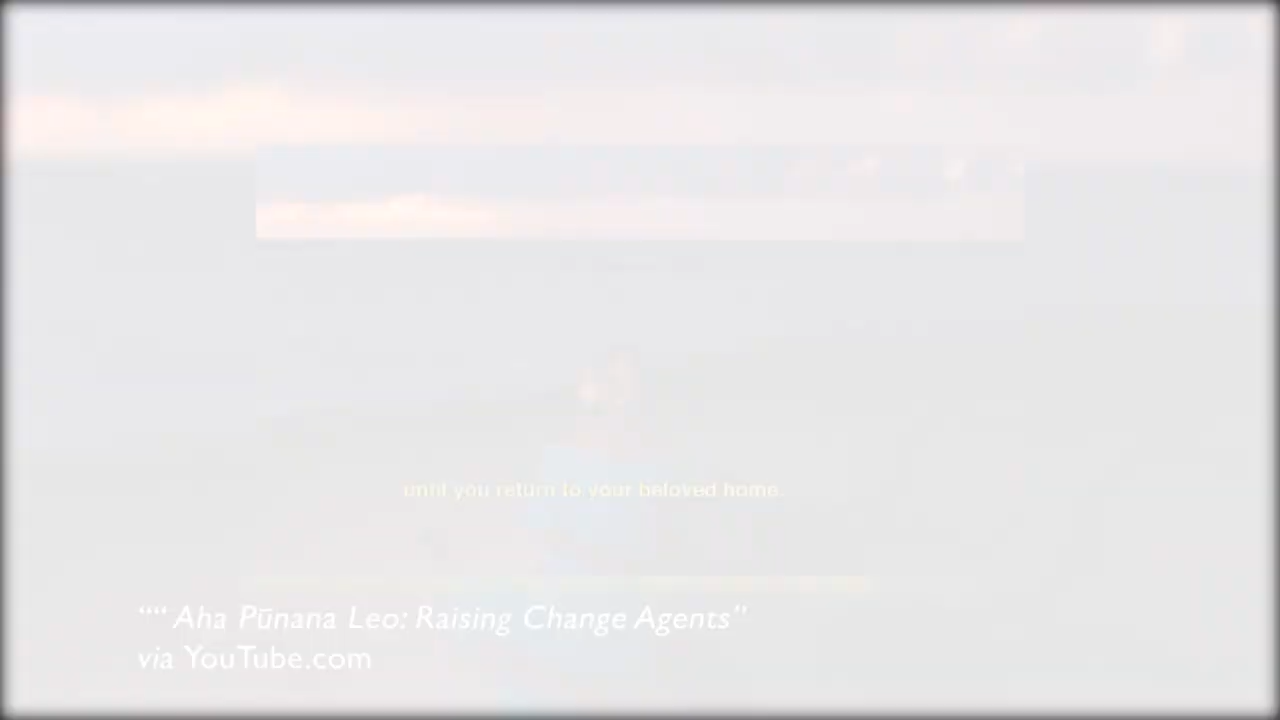 until you return to your beloved home.
““ Aha Pūnana Leo: Raising Change Agents”
via YouTube.com